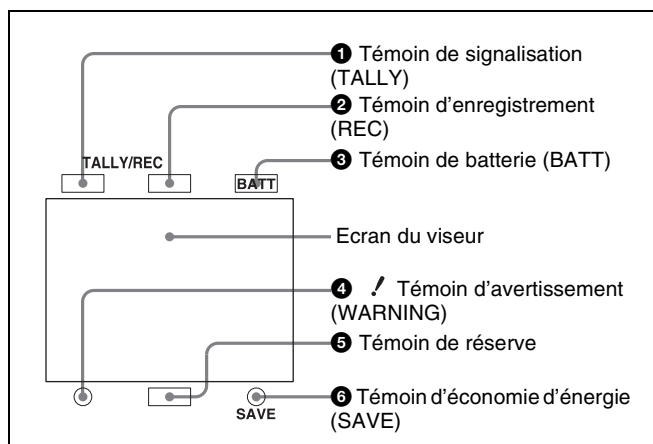 ❶ Témoin de signalisation
(TALLY)
❷ Témoin d'enregistrement
(REC)
❸ Témoin de batterie (BATT)
TALLY/REC
BATT
Ecran du viseur
❹ ! Témoin d'avertissement
(WARNING)
❺ Témoin de réserve
❻ Témoin d'économie d'énergie
(SAVE)
SAVE